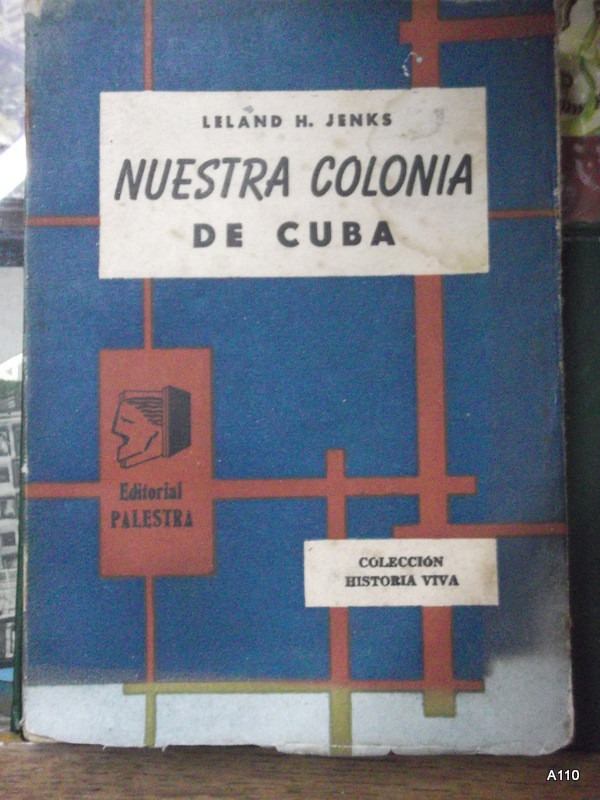 LELAND H. JENKS
NUESTRA COLONIA
DE CUBA
Editorial
PALESTRA
COLECCIÓN
HISTORIA VIVA
A110